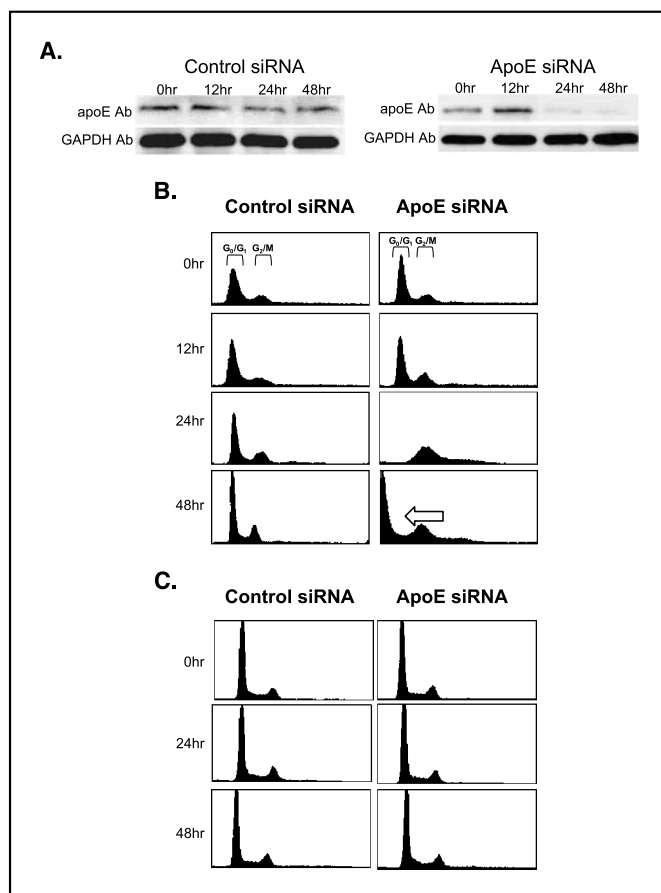 A.
Control siRNA
0hr 12hr 24hr 48hr
apoE Ab
GAPDH Ab
ApoE siRNA
0hr 12hr 24hr 48hr
apoE Ab
GAPDH Ab
B.
Control siRNA ApoE siRNA
G₀/G₁ G₂/M G₀/G₁ G₂/M
0hr
12hr
24hr
48hr
C.
Control siRNA ApoE siRNA
0hr
24hr
48hr